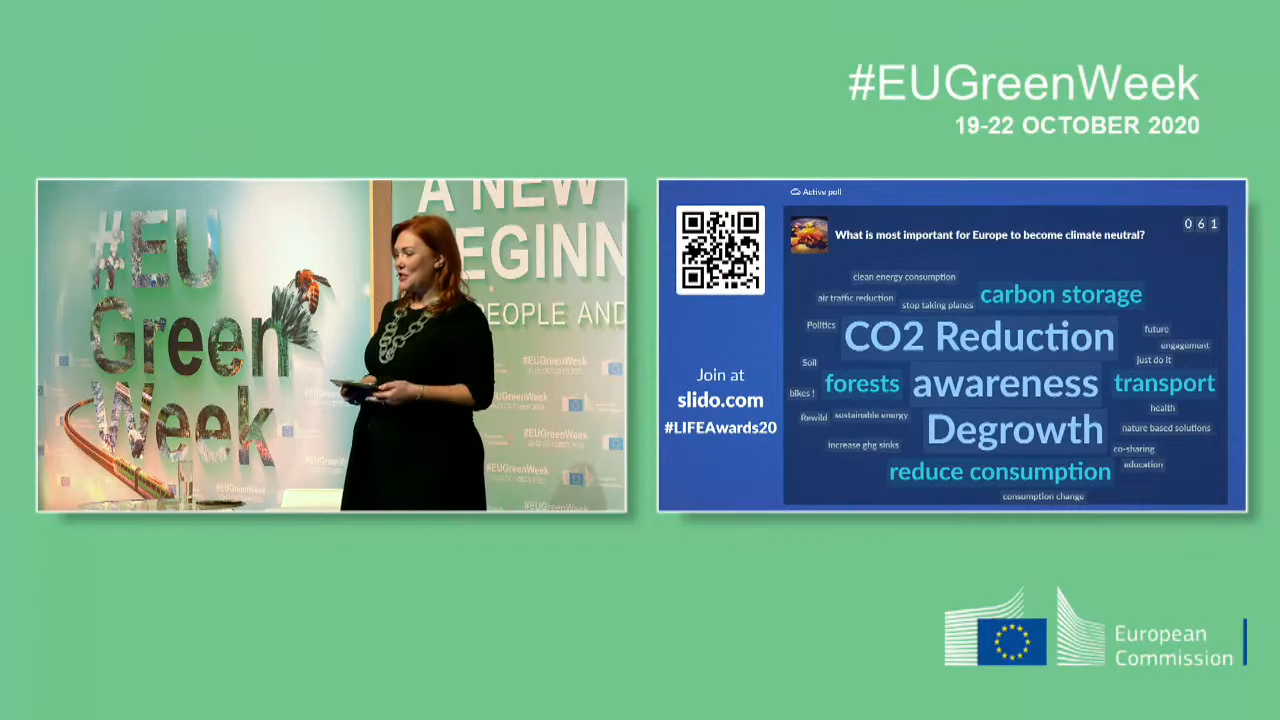 #EUGreenWeek
19-22 OCTOBER 2020
#EU
Green
Week
A NEW
EGINN
EOPLE AND
#EUGreenWeek
#EUGreenWeek
#EUGreenWeek
#EUGreenWeek
#EUGreenWeek
Active poll
What is most important for Europe to become climate neutral?
0 6 1
Join at
slido.com
#LIFEAwards20
clean energy consumption
air traffic reduction
stop taking planes
carbon storage
Politics
CO2 Reduction
future
engagement
Soil
just do it
bikes !
forests
awareness
transport
Rewild
sustainable energy
Degrowth
health
nature based solutions
increase ghg sinks
co-sharing
reduce consumption
education
consumption change
European
Commission